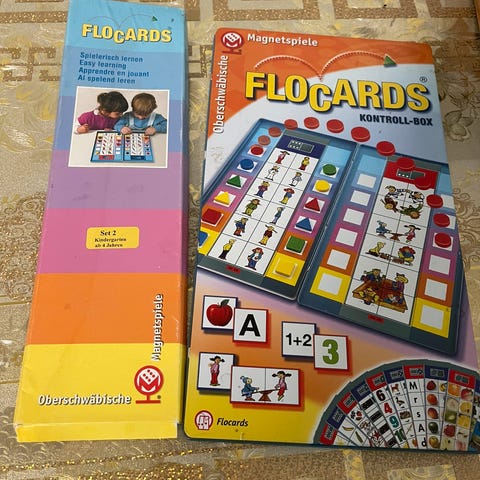 FLOCARDS
Spielerisch lernen
Easy learning
Apprendre en jouant
Al spelend leren
Set 2
Kindergarten
ab 4 Jahren
Oberschwäbische
Magnetspiele
Oberschwäbische
Magnetspiele
FLOCARDS®
KONTROLL-BOX
A
1+2
3
Flocards